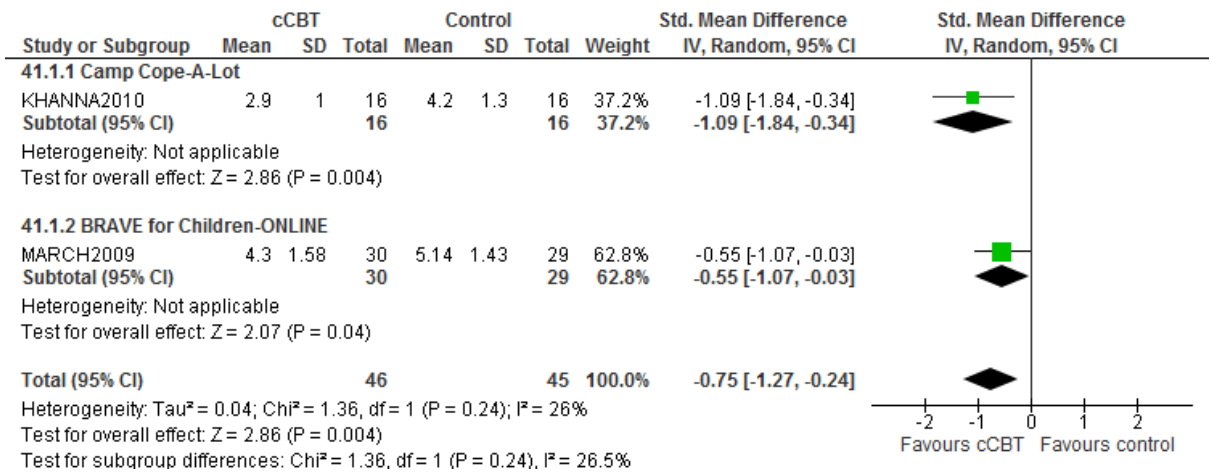 cCBT Control Std. Mean Difference Std. Mean Difference
Study or Subgroup Mean SD Total Mean SD Total Weight IV, Random, 95% CI IV, Random, 95% CI
41.1.1 Camp Cope-A-Lot
KHANNA2010 2.9 1 16 4.2 1.3 16 37.2% -1.09 [-1.84, -0.34]
Subtotal (95% CI) 16 16 37.2% -1.09 [-1.84, -0.34]
Heterogeneity: Not applicable
Test for overall effect: Z = 2.86 (P = 0.004)
41.1.2 BRAVE for Children-ONLINE
MARCH2009 4.3 1.58 30 5.14 1.43 29 62.8% -0.55 [-1.07, -0.03]
Subtotal (95% CI) 30 29 62.8% -0.55 [-1.07, -0.03]
Heterogeneity: Not applicable
Test for overall effect: Z = 2.07 (P = 0.04)
Total (95% CI) 46 45 100.0% -0.75 [-1.27, -0.24]
Heterogeneity: Tau² = 0.04; Chi² = 1.36, df = 1 (P = 0.24); I² = 26%
Test for overall effect: Z = 2.86 (P = 0.004)
Test for subgroup differences: Chi² = 1.36, df = 1 (P = 0.24), I² = 26.5%
-2 -1 0 1 2
Favours cCBT Favours control